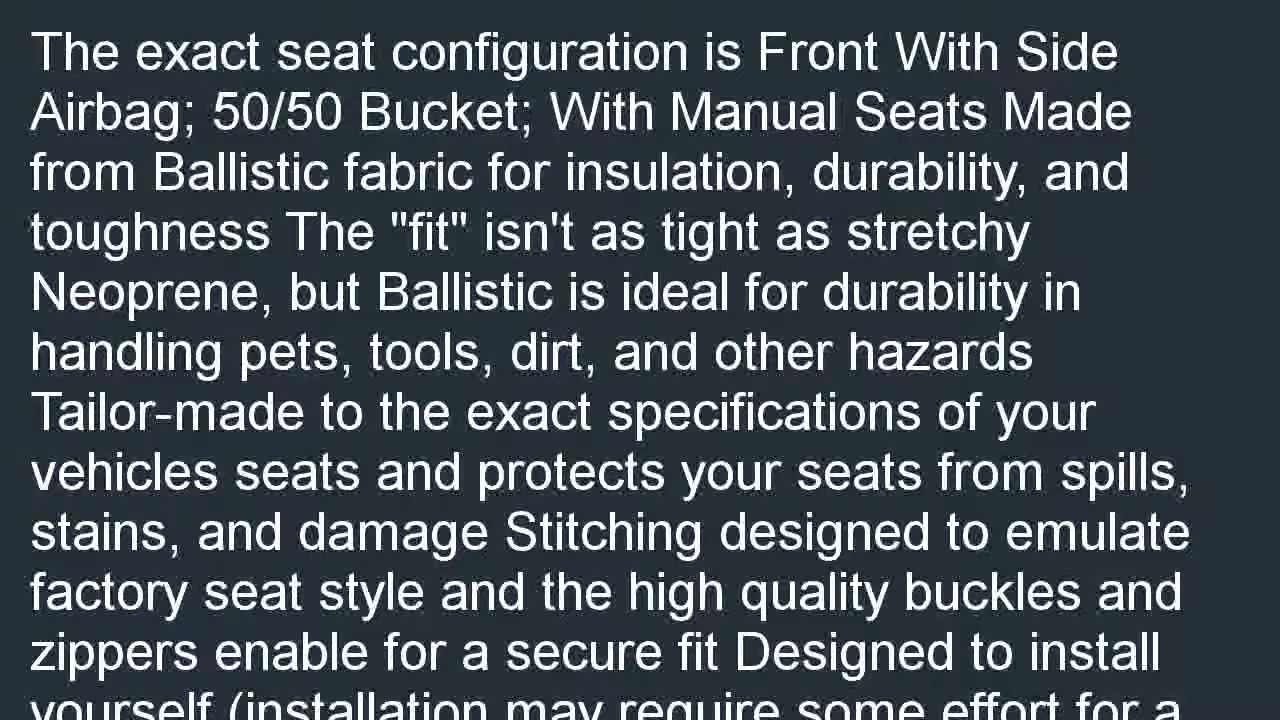 The exact seat configuration is Front With Side
Airbag; 50/50 Bucket; With Manual Seats Made
from Ballistic fabric for insulation, durability, and
toughness The "fit" isn't as tight as stretchy
Neoprene, but Ballistic is ideal for durability in
handling pets, tools, dirt, and other hazards
Tailor-made to the exact specifications of your
vehicles seats and protects your seats from spills,
stains, and damage Stitching designed to emulate
factory seat style and the high quality buckles and
zippers enable for a secure fit Designed to install
yourself (installation may require some effort for a